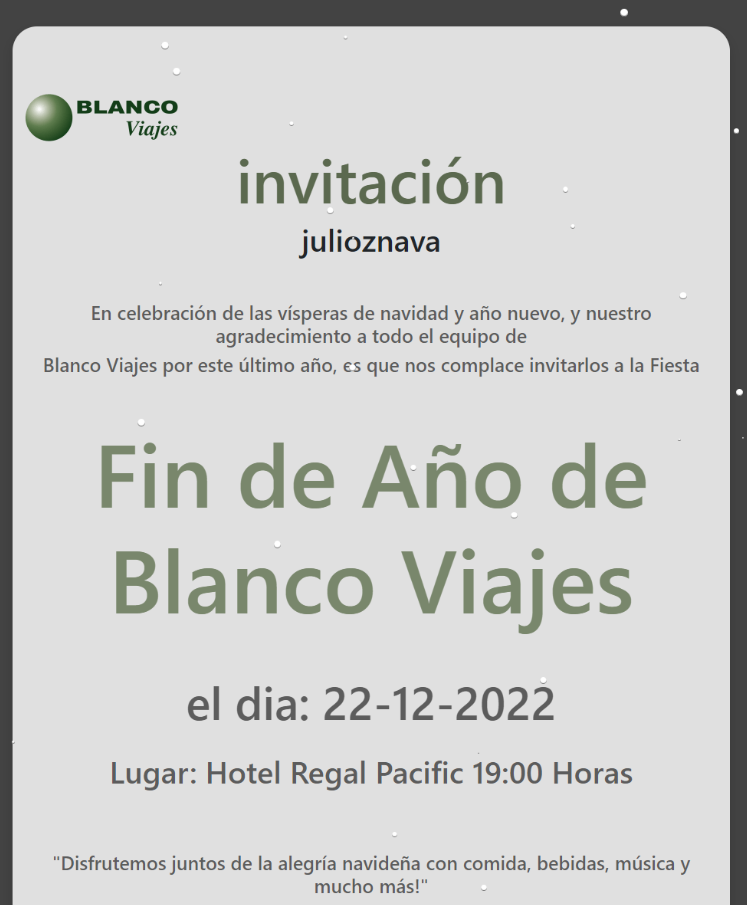 BLANCO
Viajes
invitación
julioznava
En celebración de las vísperas de navidad y año nuevo, y nuestro
agradecimiento a todo el equipo de
Blanco Viajes por este último año, es que nos complace invitarlos a la Fiesta
Fin de Año de
Blanco Viajes
el dia: 22-12-2022
Lugar: Hotel Regal Pacific 19:00 Horas
"Disfrutemos juntos de la alegría navideña con comida, bebidas, música y
mucho más!"